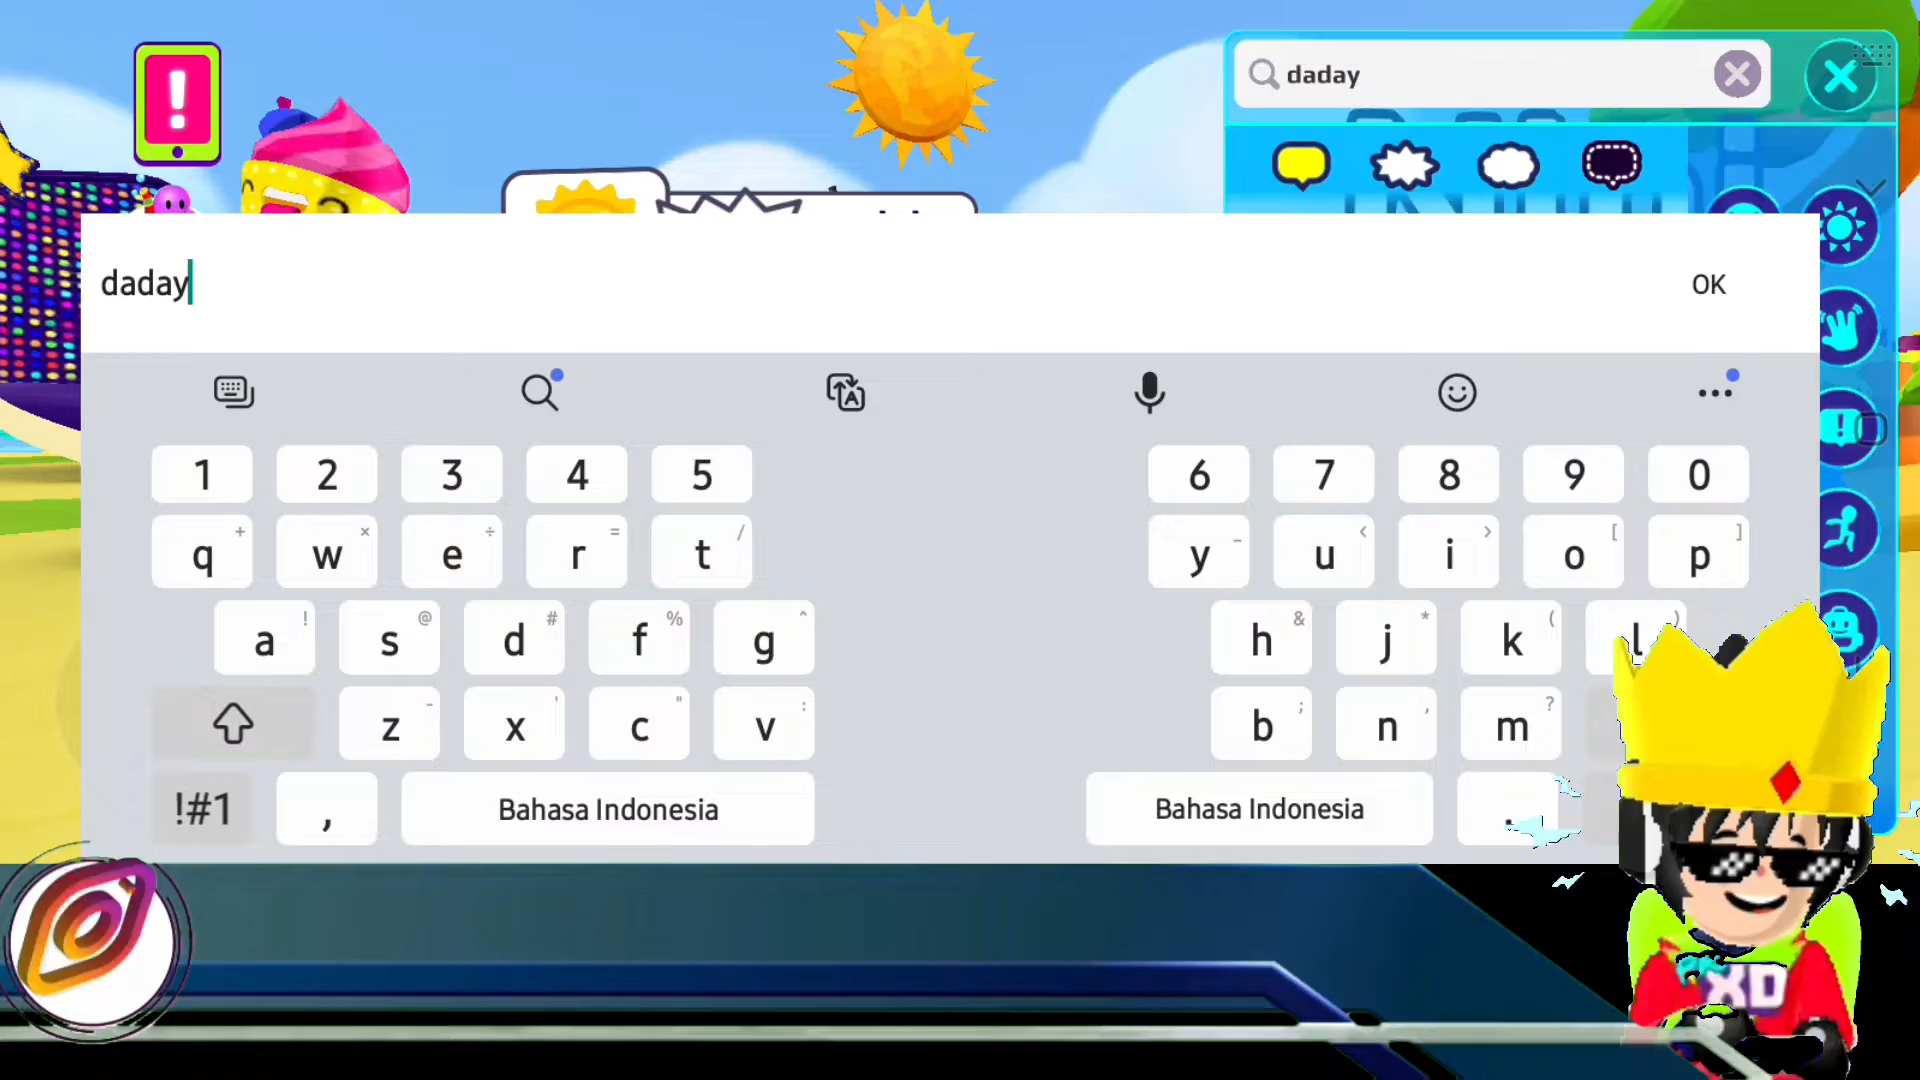 daday
daday
OK
1 2 3 4 5 6 7 8 9 0
q + w × e ÷ r = t / y - u < i > o [ p ]
a ! s @ d # f % g ^ h & j * k ( l )
z - x ' c " v : b ; n , m ?
!#1 , Bahasa Indonesia Bahasa Indonesia .
XD